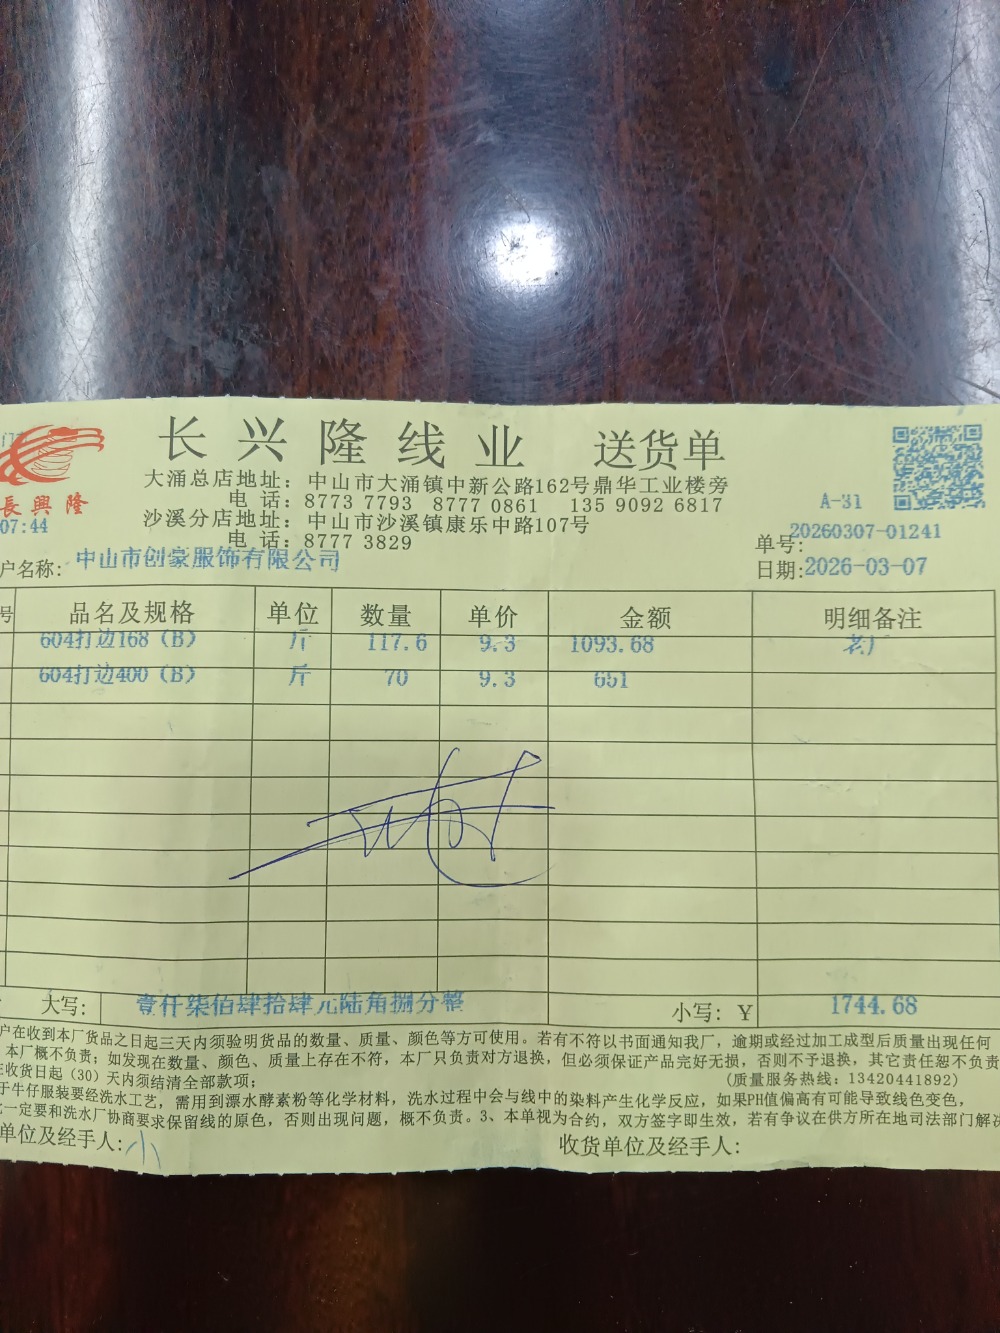 长兴隆线业 送货单
長興隆
大涌总店地址：中山市大涌镇中新公路162号鼎华工业楼旁
电 话：8773 7793 8777 0861 135 9092 6817
沙溪分店地址：中山市沙溪镇康乐中路107号
电 话：8777 3829
07:44
A-31
单号：20260307-01241
户名称：中山市创豪服饰有限公司
日期：2026-03-07
号 品名及规格 单位 数量 单价 金额 明细备注
604打边168（B） 斤 117.6 9.3 1093.68 老厂
604打边400（B） 斤 70 9.3 651
大写： 壹仟柒佰肆拾肆元陆角捌分整 小写：Y 1744.68
户在收到本厂货品之日起三天内须验明货品的数量、质量、颜色等方可使用。若有不符以书面通知我厂，逾期或经过加工成型后质量出现任何
本厂概不负责；如发现在数量、颜色、质量上存在不符，本厂只负责对方退换，但必须保证产品完好无损，否则不予退换，其它责任恕不负责
收货日起（30）天内须结清全部款项； （质量服务热线：13420441892）
于牛仔服装要经洗水工艺，需用到漂水酵素粉等化学材料，洗水过程中会与线中的染料产生化学反应，如果PH值偏高有可能导致线色变色，
一定要和洗水厂协商要求保留线的原色，否则出现问题，概不负责。3、本单视为合约，双方签字即生效，若有争议在供方所在地司法部门解决
单位及经手人：小 收货单位及经手人：